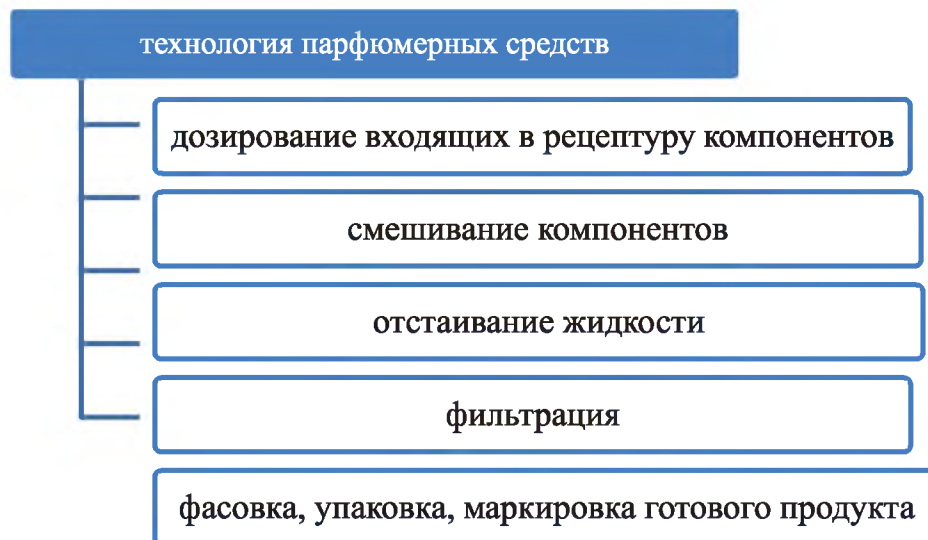 технология парфюмерных средств
дозирование входящих в рецептуру компонентов
смешивание компонентов
отстаивание жидкости
фильтрация
фасовка, упаковка, маркировка готового продукта